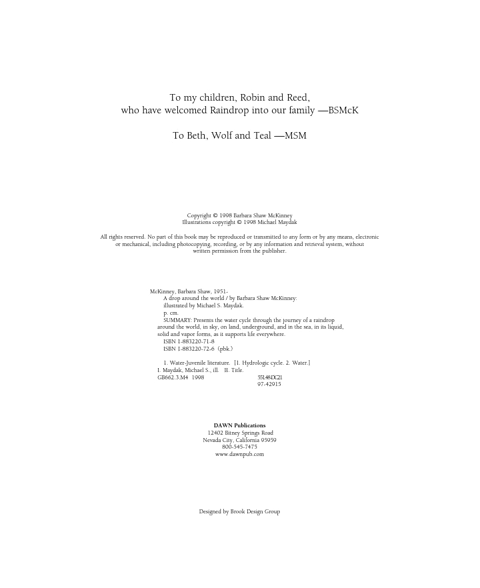 To my children, Robin and Reed,
who have welcomed Raindrop into our family —BSMcK
To Beth, Wolf and Teal —MSM
Copyright © 1998 Barbara Shaw McKinney
Illustrations copyright © 1998 Michael Maydak
All rights reserved. No part of this book may be reproduced or transmitted in any form or by any means, electronic
or mechanical, including photocopying, recording, or by any information and retrieval system, without
written permission from the publisher.
McKinney, Barbara Shaw, 1951-
A drop around the world / by Barbara Shaw McKinney:
illustrated by Michael S. Maydak.
p. cm.
SUMMARY: Presents the water cycle through the journey of a raindrop
around the world, in sky, on land, underground, and in the sea, in its liquid,
solid and vapor forms, as it supports life everywhere.
ISBN 1-883220-71-8
ISBN 1-883220-72-6 (pbk.)
1. Water-Juvenile literature. [1. Hydrologic cycle. 2. Water.]
I. Maydak, Michael S., ill. II. Title.
GB662.3.M4 1998
97-42915
DAWN Publications
12402 Bitney Springs Road
Nevada City, California 95959
800-545-7475
www.dawnpub.com
Designed by Brook Design Group